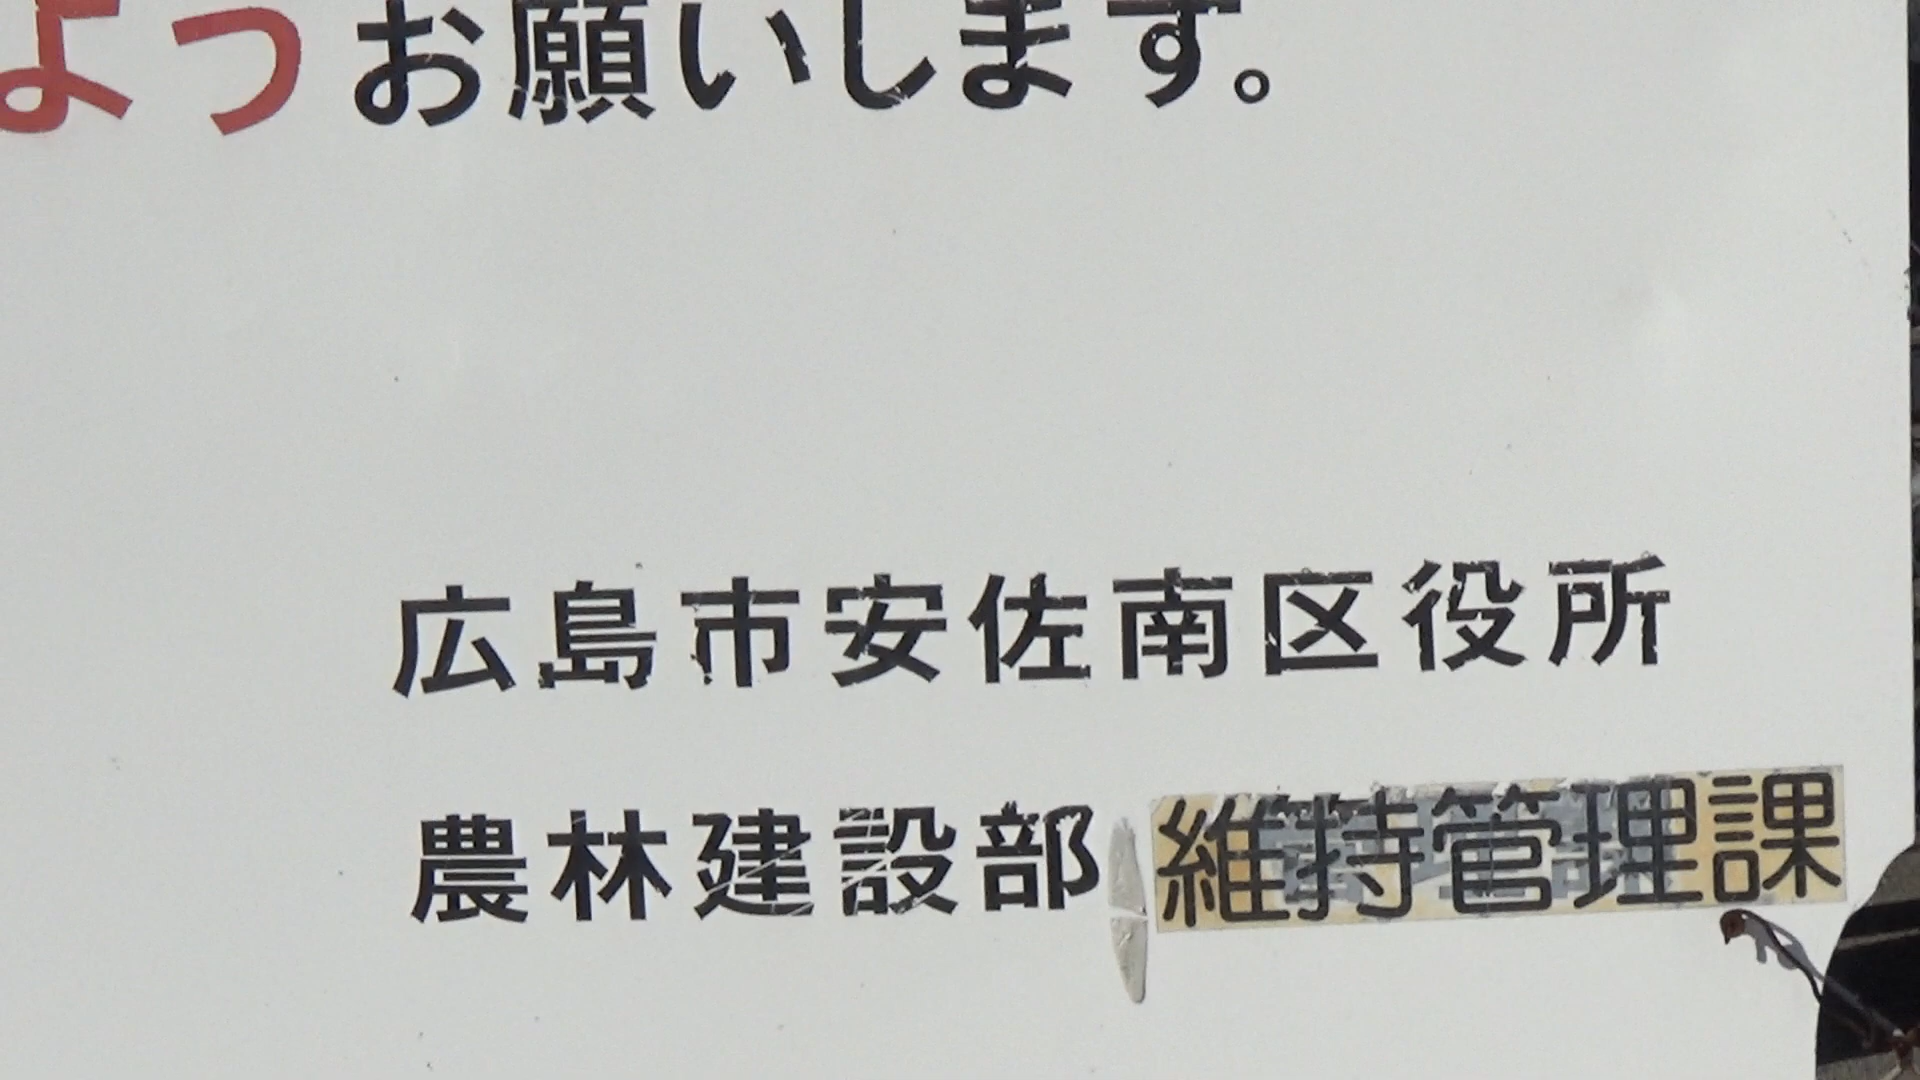 ようお願いします。
広島市安佐南区役所
農林建設部維持管理課